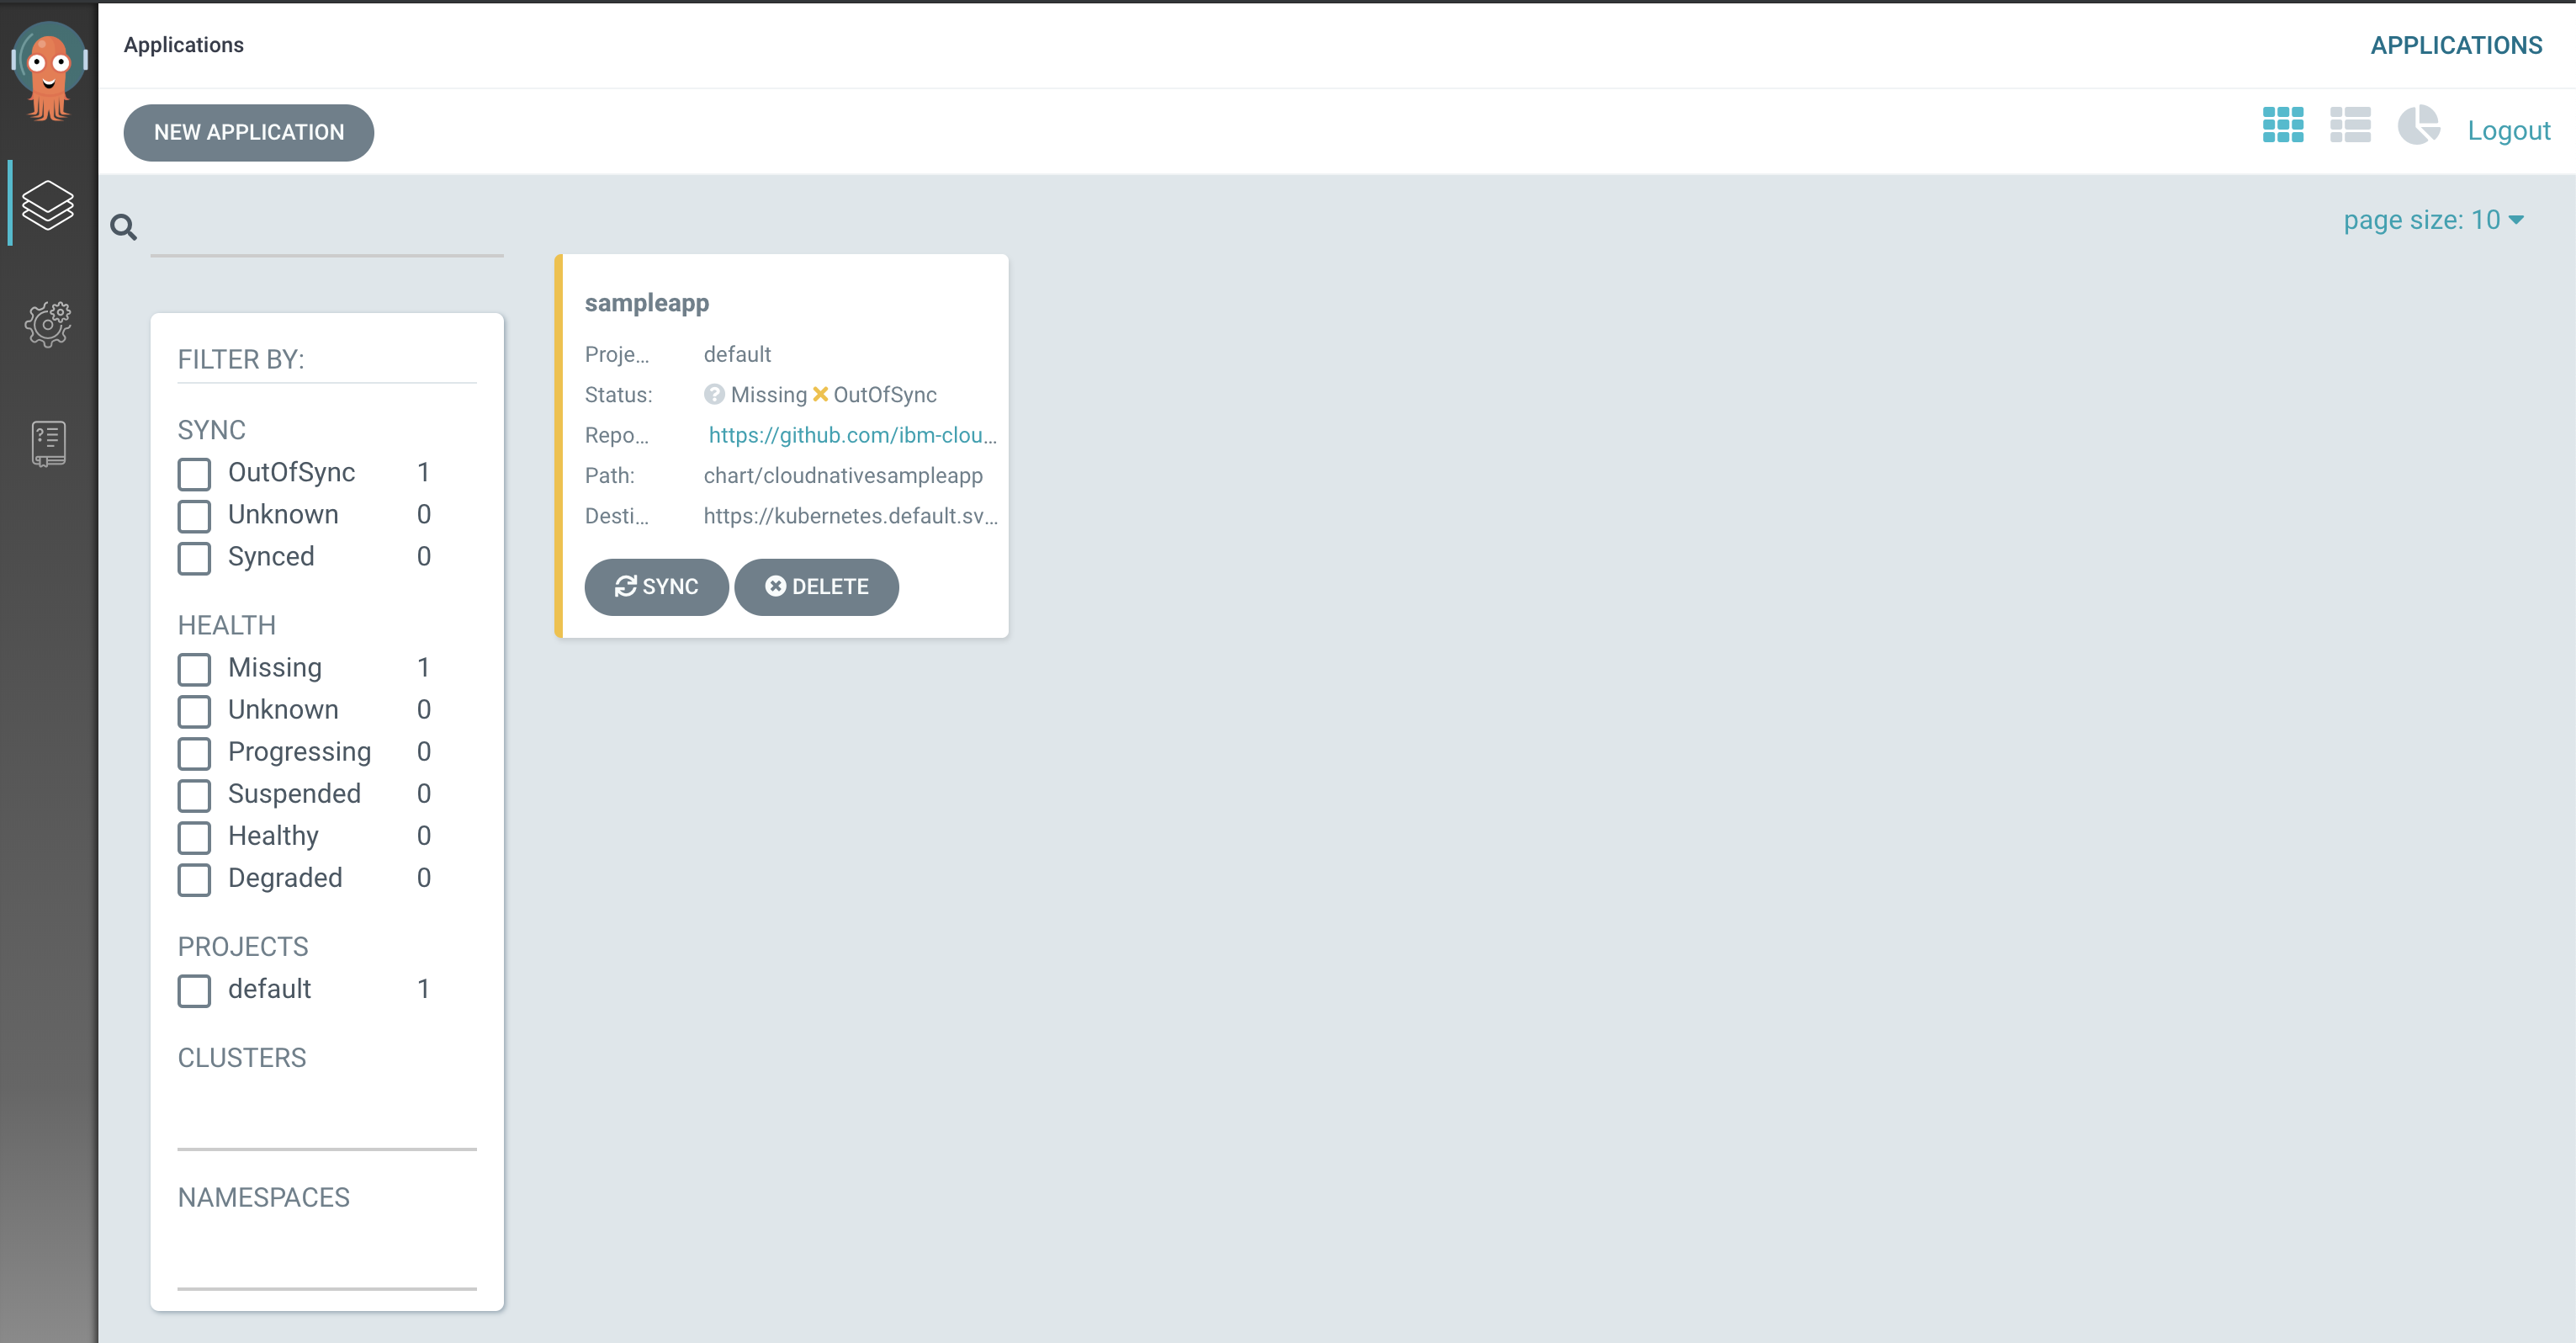 Applications
APPLICATIONS
NEW APPLICATION
Logout
page size: 10
FILTER BY:
SYNC
OutOfSync 1
Unknown 0
Synced 0
HEALTH
Missing 1
Unknown 0
Progressing 0
Suspended 0
Healthy 0
Degraded 0
PROJECTS
default 1
CLUSTERS
NAMESPACES
sampleapp
Proje... default
Status: Missing OutOfSync
Repo... https://github.com/ibm-clou...
Path: chart/cloudnativesampleapp
Desti... https://kubernetes.default.sv...
SYNC DELETE